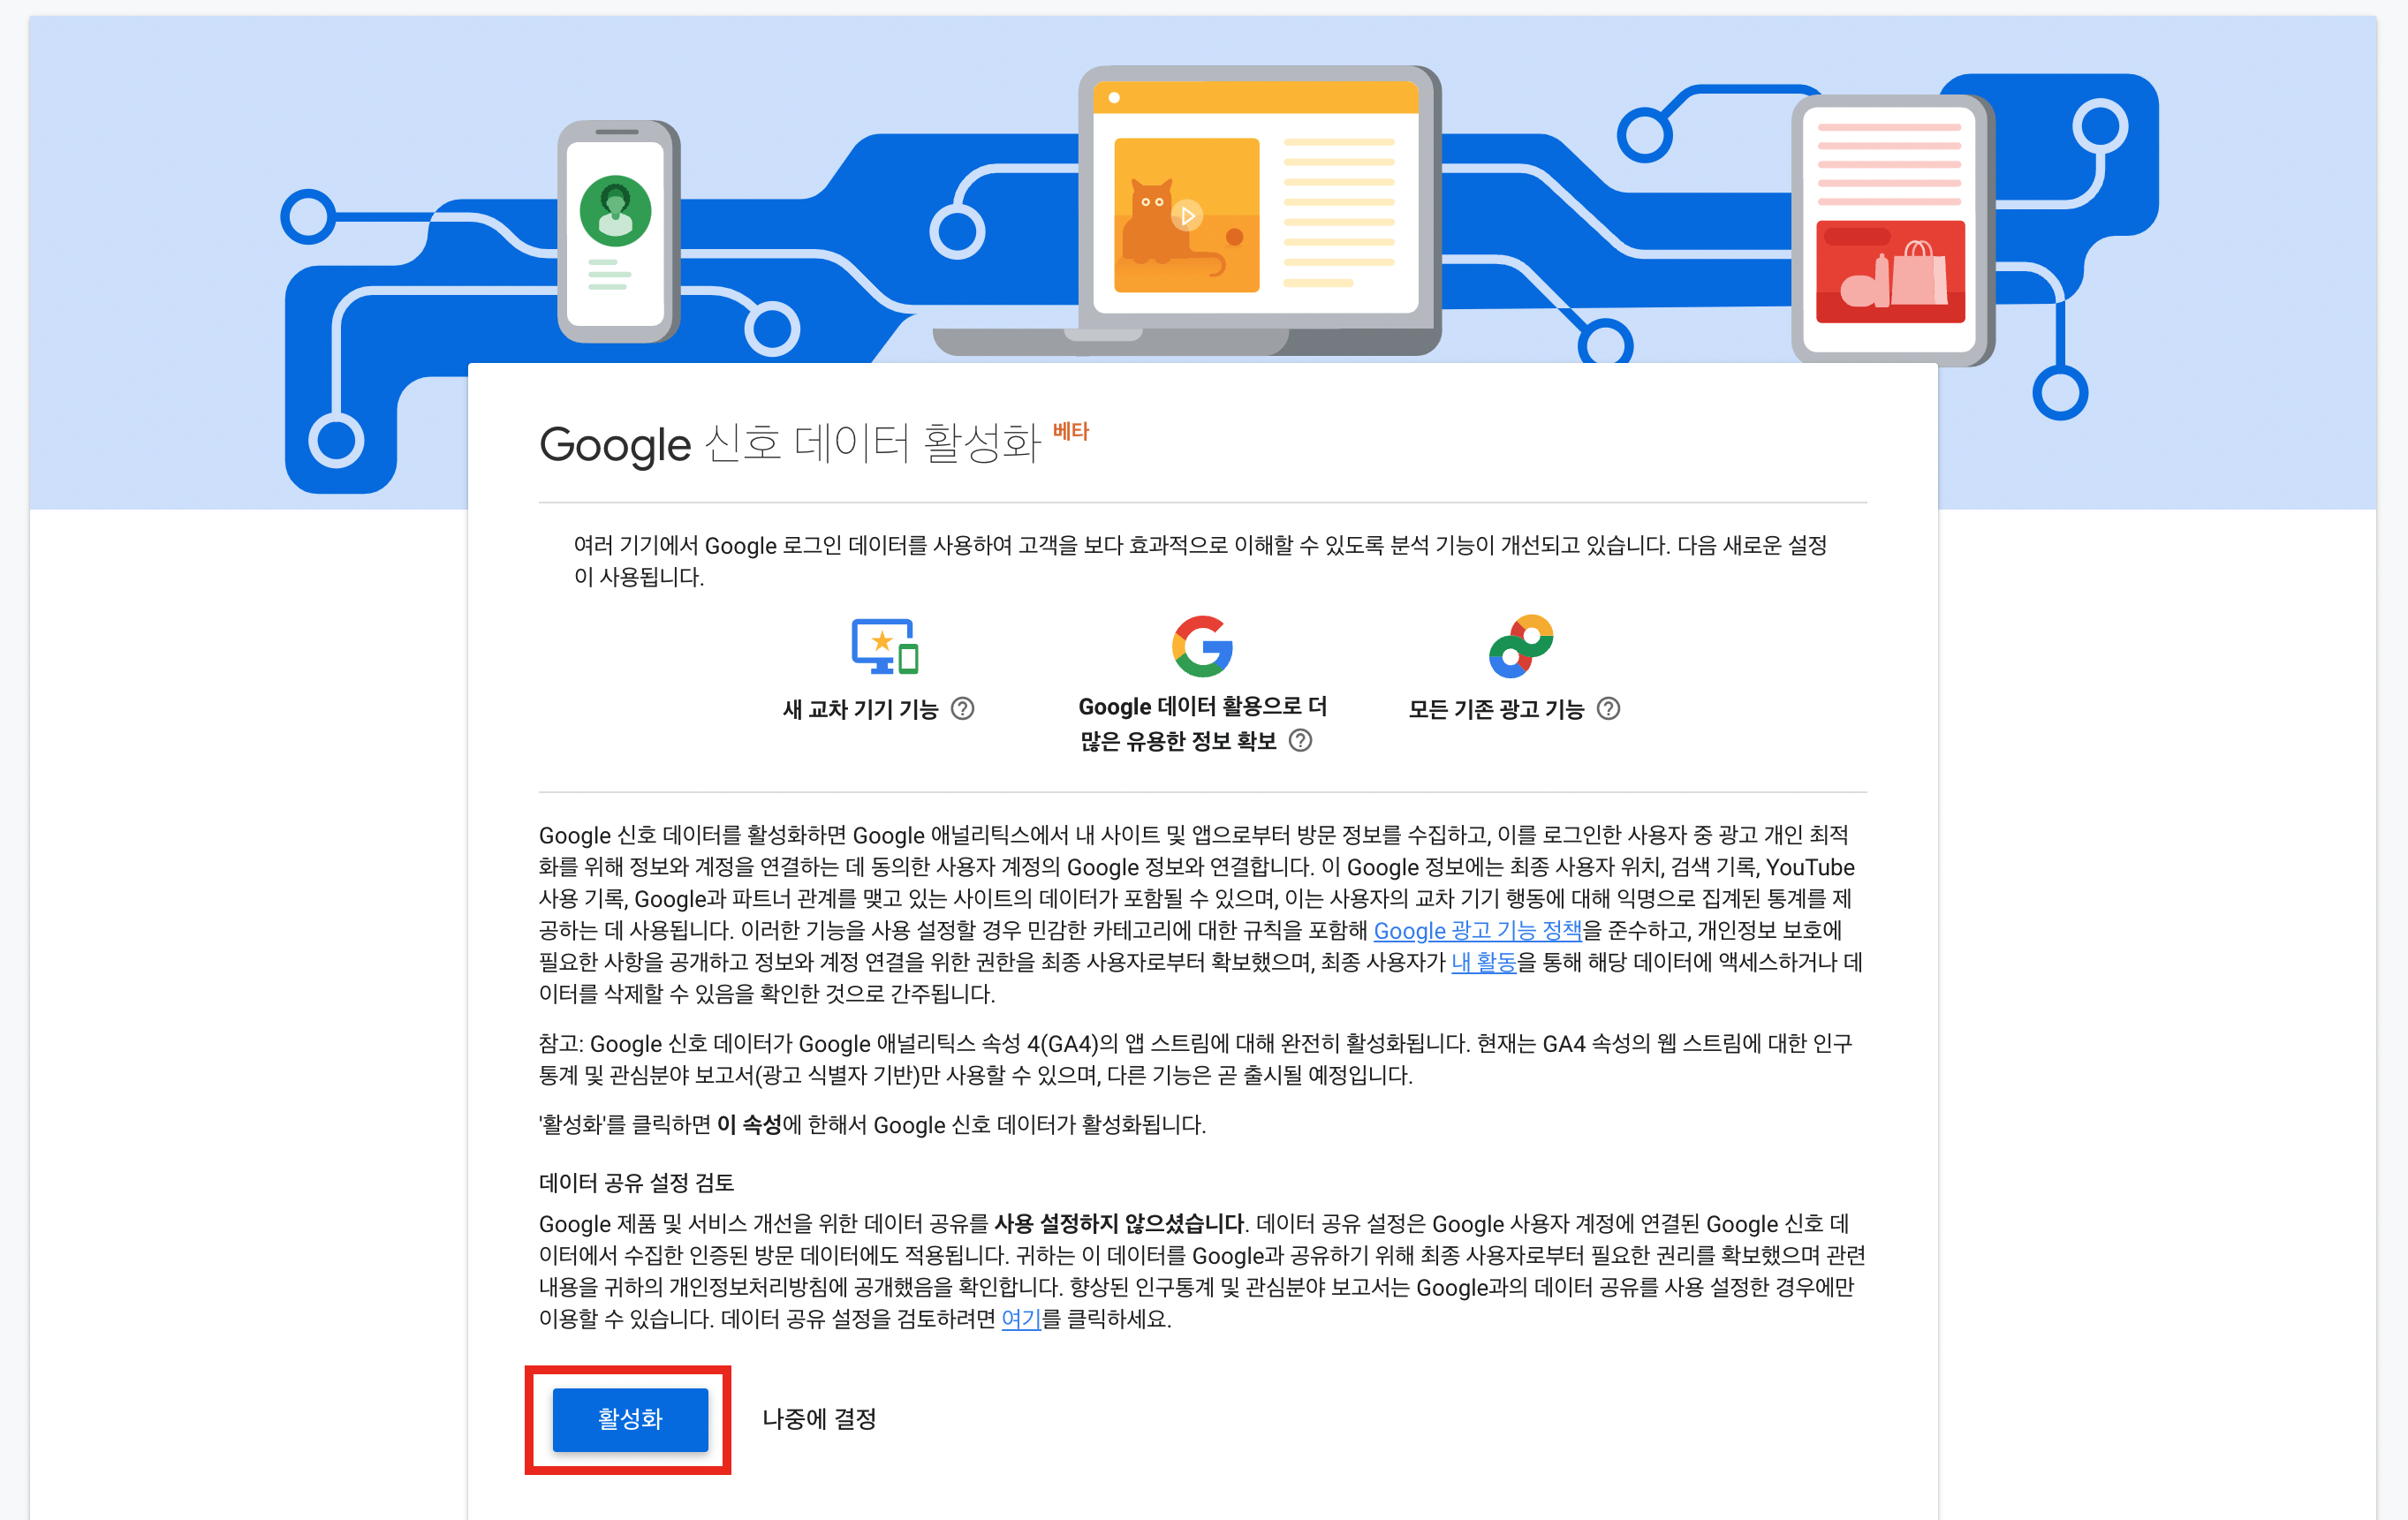 Google 신호 데이터 활성화 베타
여러 기기에서 Google 로그인 데이터를 사용하여 고객을 보다 효과적으로 이해할 수 있도록 분석 기능이 개선되고 있습니다. 다음 새로운 설정
이 사용됩니다.
새 교차 기기 기능
Google 데이터 활용으로 더
많은 유용한 정보 확보
모든 기존 광고 기능
Google 신호 데이터를 활성화하면 Google 애널리틱스에서 내 사이트 및 앱으로부터 방문 정보를 수집하고, 이를 로그인한 사용자 중 광고 개인 최적
화를 위해 정보와 계정을 연결하는 데 동의한 사용자 계정의 Google 정보와 연결합니다. 이 Google 정보에는 최종 사용자 위치, 검색 기록, YouTube
사용 기록, Google과 파트너 관계를 맺고 있는 사이트의 데이터가 포함될 수 있으며, 이는 사용자의 교차 기기 행동에 대해 익명으로 집계된 통계를 제
공하는 데 사용됩니다. 이러한 기능을 사용 설정할 경우 민감한 카테고리에 대한 규칙을 포함해 Google 광고 기능 정책을 준수하고, 개인정보 보호에
필요한 사항을 공개하고 정보와 계정 연결을 위한 권한을 최종 사용자로부터 확보했으며, 최종 사용자가 내 활동을 통해 해당 데이터에 액세스하거나 데
이터를 삭제할 수 있음을 확인한 것으로 간주됩니다.
참고: Google 신호 데이터가 Google 애널리틱스 속성 4(GA4)의 앱 스트림에 대해 완전히 활성화됩니다. 현재는 GA4 속성의 웹 스트림에 대한 인구
통계 및 관심분야 보고서(광고 식별자 기반)만 사용할 수 있으며, 다른 기능은 곧 출시될 예정입니다.
'활성화'를 클릭하면 이 속성에 한해서 Google 신호 데이터가 활성화됩니다.
데이터 공유 설정 검토
Google 제품 및 서비스 개선을 위한 데이터 공유를 사용 설정하지 않으셨습니다. 데이터 공유 설정은 Google 사용자 계정에 연결된 Google 신호 데
이터에서 수집한 인증된 방문 데이터에도 적용됩니다. 귀하는 이 데이터를 Google과 공유하기 위해 최종 사용자로부터 필요한 권리를 확보했으며 관련
내용을 귀하의 개인정보처리방침에 공개했음을 확인합니다. 향상된 인구통계 및 관심분야 보고서는 Google과의 데이터 공유를 사용 설정한 경우에만
이용할 수 있습니다. 데이터 공유 설정을 검토하려면 여기를 클릭하세요.
활성화
나중에 결정